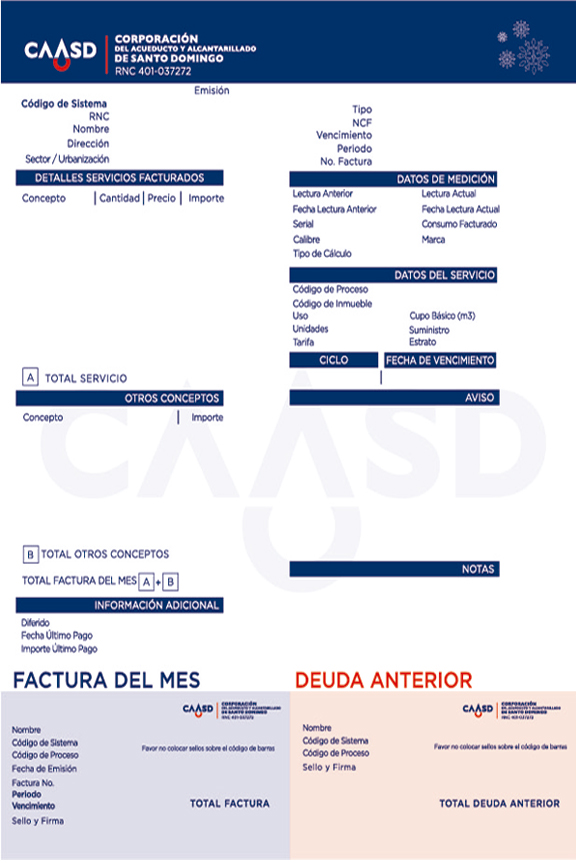 CAASD
CORPORACIÓN
DEL ACUEDUCTO Y ALCANTARILLADO
DE SANTO DOMINGO
RNC 401-037272
Emisión
Código de Sistema
RNC
Nombre
Dirección
Sector / Urbanización
Tipo
NCF
Vencimiento
Periodo
No. Factura
DETALLES SERVICIOS FACTURADOS
Concepto | Cantidad | Precio | Importe
DATOS DE MEDICIÓN
Lectura Anterior Lectura Actual
Fecha Lectura Anterior Fecha Lectura Actual
Serial Consumo Facturado
Calibre Marca
Tipo de Cálculo
DATOS DEL SERVICIO
Código de Proceso
Código de Inmueble
Uso Cupo Básico (m3)
Unidades Suministro
Tarifa Estrato
CICLO FECHA DE VENCIMIENTO
A TOTAL SERVICIO
OTROS CONCEPTOS
Concepto | Importe
AVISO
CAASD
B TOTAL OTROS CONCEPTOS
TOTAL FACTURA DEL MES A + B
NOTAS
INFORMACIÓN ADICIONAL
Diferido
Fecha Último Pago
Importe Último Pago
FACTURA DEL MES
CAASD
CORPORACIÓN
DEL ACUEDUCTO Y ALCANTARILLADO
DE SANTO DOMINGO
RNC 401-037272
Nombre
Código de Sistema
Código de Proceso
Fecha de Emisión
Factura No.
Periodo
Vencimiento
Sello y Firma
Favor no colocar sellos sobre el código de barras
TOTAL FACTURA
DEUDA ANTERIOR
CAASD
CORPORACIÓN
DEL ACUEDUCTO Y ALCANTARILLADO
DE SANTO DOMINGO
RNC 401-037272
Nombre
Código de Sistema
Código de Proceso
Sello y Firma
Favor no colocar sellos sobre el código de barras
TOTAL DEUDA ANTERIOR